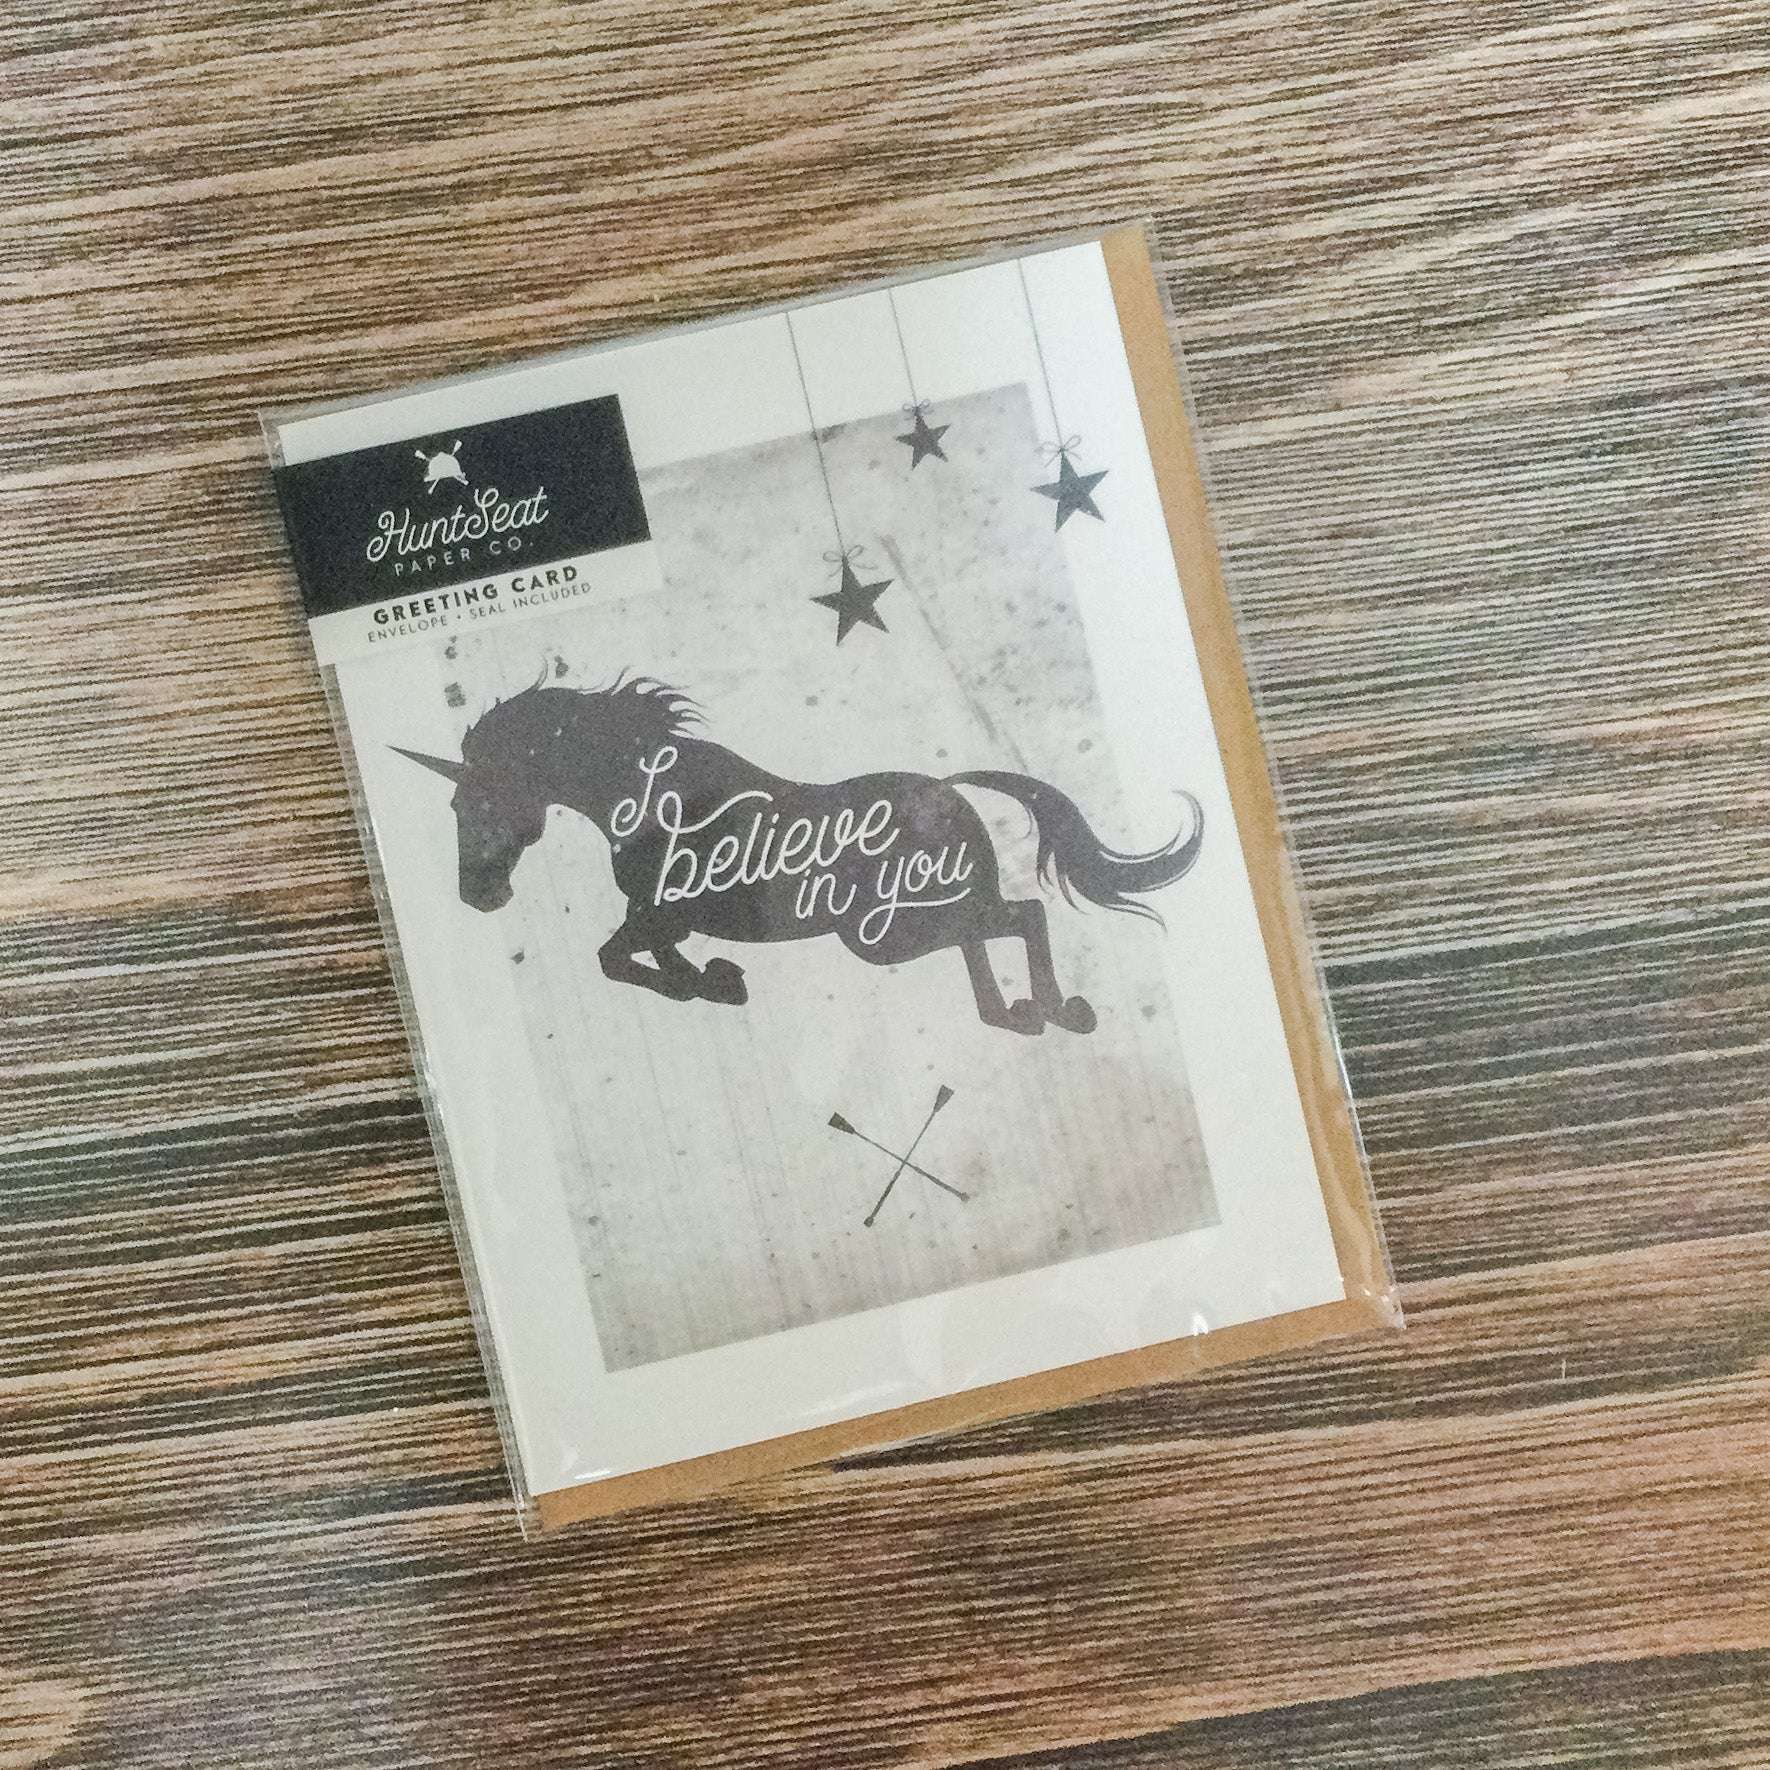 HuntSeat
PAPER CO.
GREETING CARD
ENVELOPE • SEAL INCLUDED
I
believe
in you